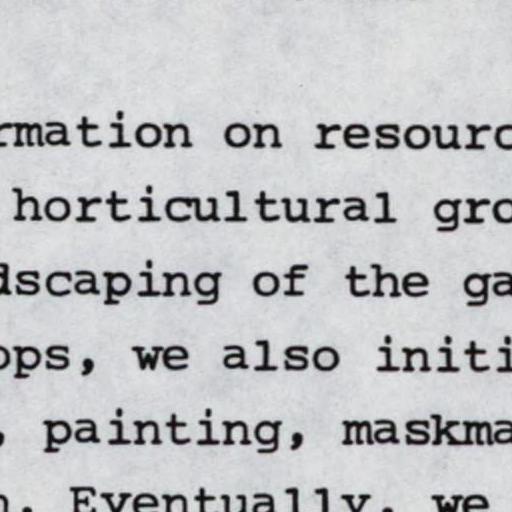 rmation on resourc
horticultural gro
dscaping of the ga
ops, we also initi
, painting, maskma
n. Eventually, we